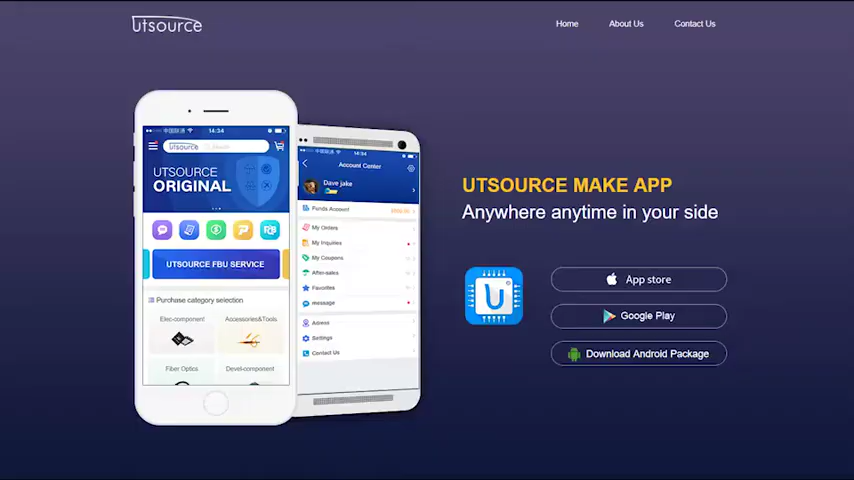 utsource
Home
About Us
Contact Us
14:34
utsource
UTSOURCE
ORIGINAL
UTSOURCE FBU SERVICE
Purchase category selection
Elec-component
Accessories&Tools
Fiber Optics
Devel-component
14:34
Account Center
Dave jake
Funds Account
My Orders
My Inquiries
My Coupons
After-sales
Favorites
message
Adress
Settings
Contact Us
UTSOURCE MAKE APP
Anywhere anytime in your side
U
App store
Google Play
Download Android Package